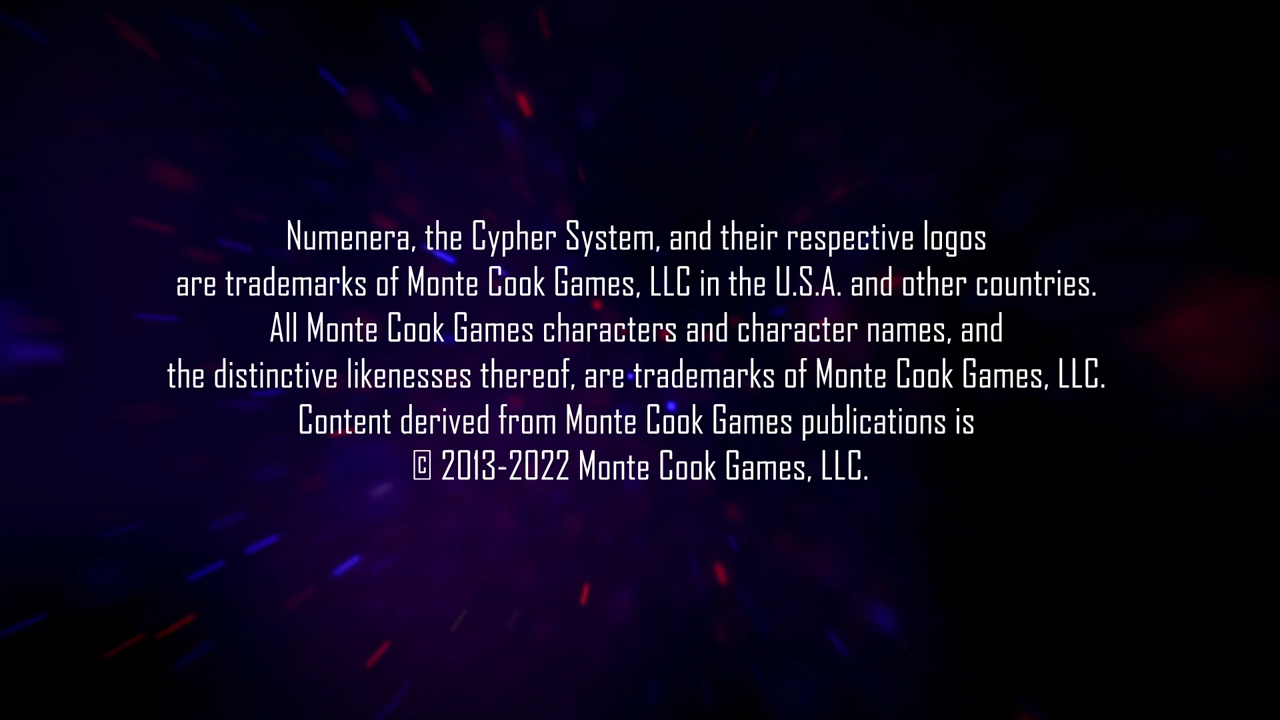 Numenera, the Cypher System, and their respective logos
are trademarks of Monte Cook Games, LLC in the U.S.A. and other countries.
All Monte Cook Games characters and character names, and
the distinctive likenesses thereof, are trademarks of Monte Cook Games, LLC.
Content derived from Monte Cook Games publications is
© 2013-2022 Monte Cook Games, LLC.